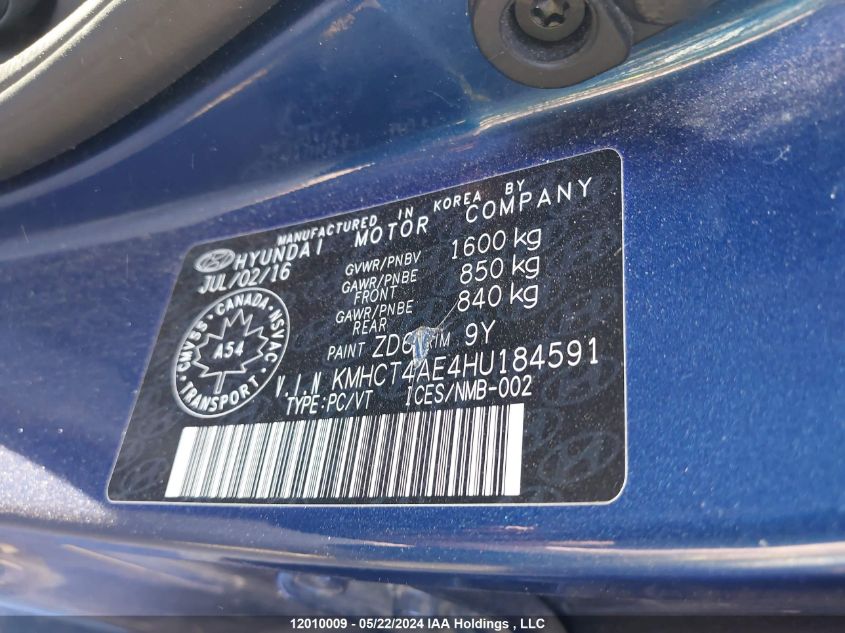 MANUFACTURED IN KOREA BY
HYUNDAI MOTOR COMPANY
JUL/02/16
GVWR/PNBV 1600 kg
GAWR/PNBE FRONT 850 kg
GAWR/PNBE REAR 840 kg
CMVSS · CANADA · NSVAC · TRANSPORT
A54
PAINT 9Y
V.I.N KMHCT4AE4HU184591
TYPE:PC/VT ICES/NMB-002
12010009 - 05/22/2024 IAA Holdings , LLC